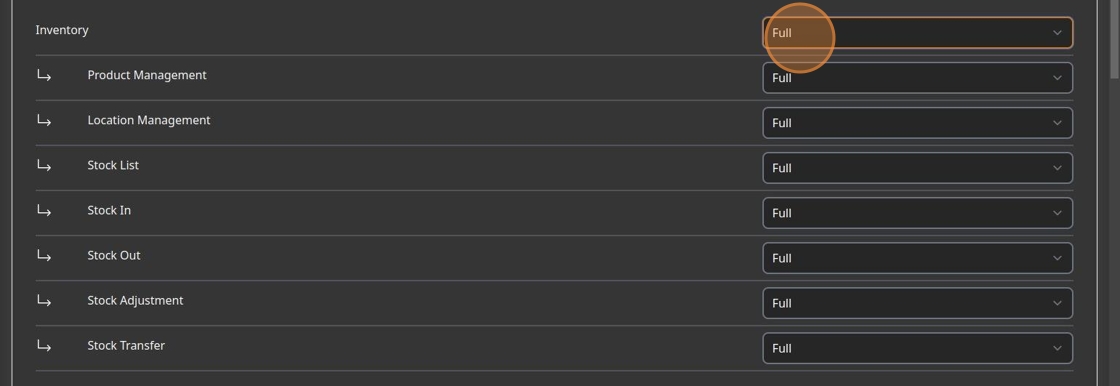 Inventory Full
Product Management Full
Location Management Full
Stock List Full
Stock In Full
Stock Out Full
Stock Adjustment Full
Stock Transfer Full